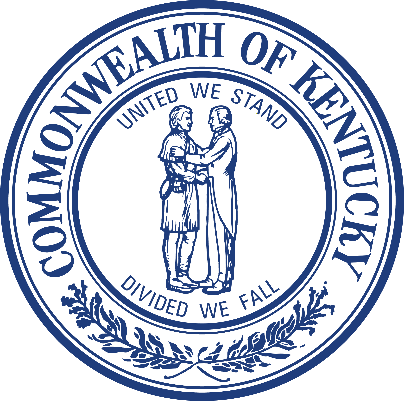 COMMONWEALTH OF KENTUCKY
UNITED WE STAND
DIVIDED WE FALL